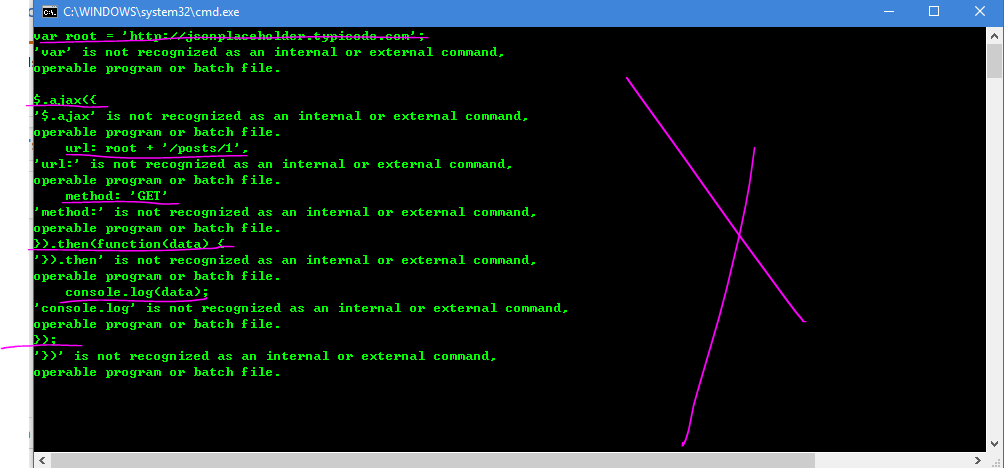 C:\WINDOWS\system32\cmd.exe
var root = 'http://jsonplaceholder.typicode.com';
'var' is not recognized as an internal or external command,
operable program or batch file.
$.ajax({
'$.ajax' is not recognized as an internal or external command,
operable program or batch file.
    url: root + '/posts/1',
'url:' is not recognized as an internal or external command,
operable program or batch file.
    method: 'GET'
'method:' is not recognized as an internal or external command,
operable program or batch file.
}).then(function(data) {
'}).then' is not recognized as an internal or external command,
operable program or batch file.
    console.log(data);
'console.log' is not recognized as an internal or external command,
operable program or batch file.
});
'})' is not recognized as an internal or external command,
operable program or batch file.